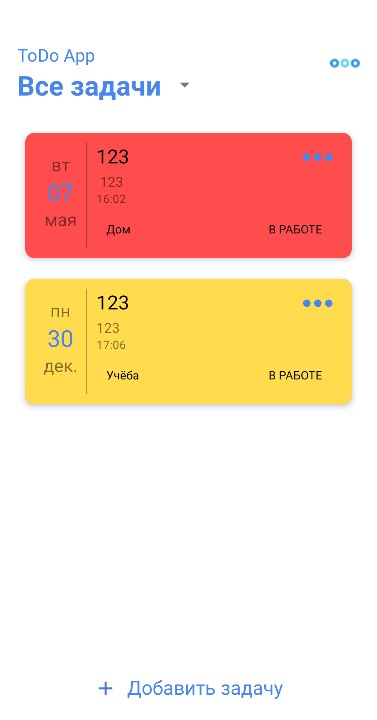 ToDo App
Все задачи
вт
07
мая
123
123
16:02
Дом
В РАБОТЕ
пн
30
дек.
123
123
17:06
Учёба
В РАБОТЕ
+ Добавить задачу